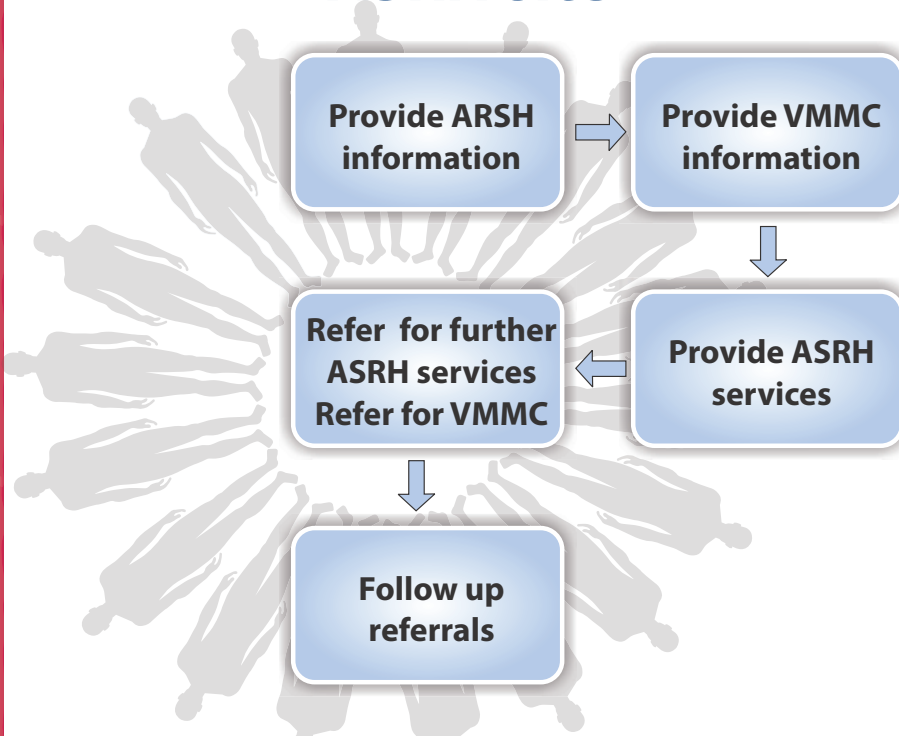 Provide ARSH
information
Provide VMMC
information
Provide ASRH
services
Refer for further
ASRH services
Refer for VMMC
Follow up
referrals